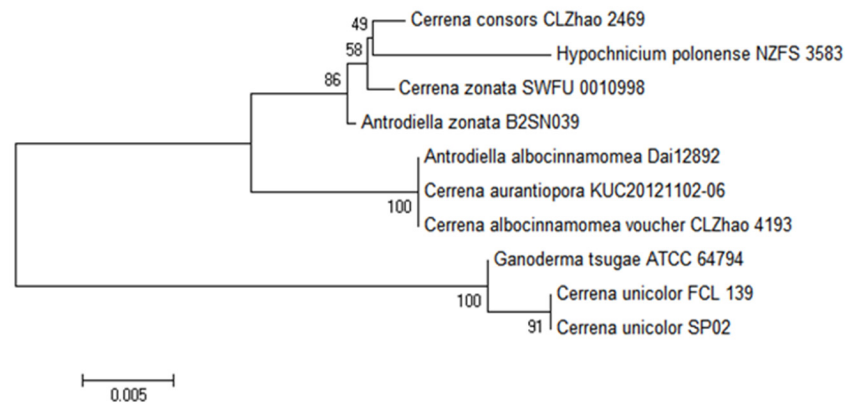 49
Cerrena consors CLZhao 2469
58
Hypochnicium polonense NZFS 3583
86
Cerrena zonata SWFU 0010998
Antrodiella zonata B2SN039
Antrodiella albocinnamomea Dai12892
Cerrena aurantiopora KUC20121102-06
100
Cerrena albocinnamomea voucher CLZhao 4193
Ganoderma tsugae ATCC 64794
100
Cerrena unicolor FCL 139
91
Cerrena unicolor SP02
0.005